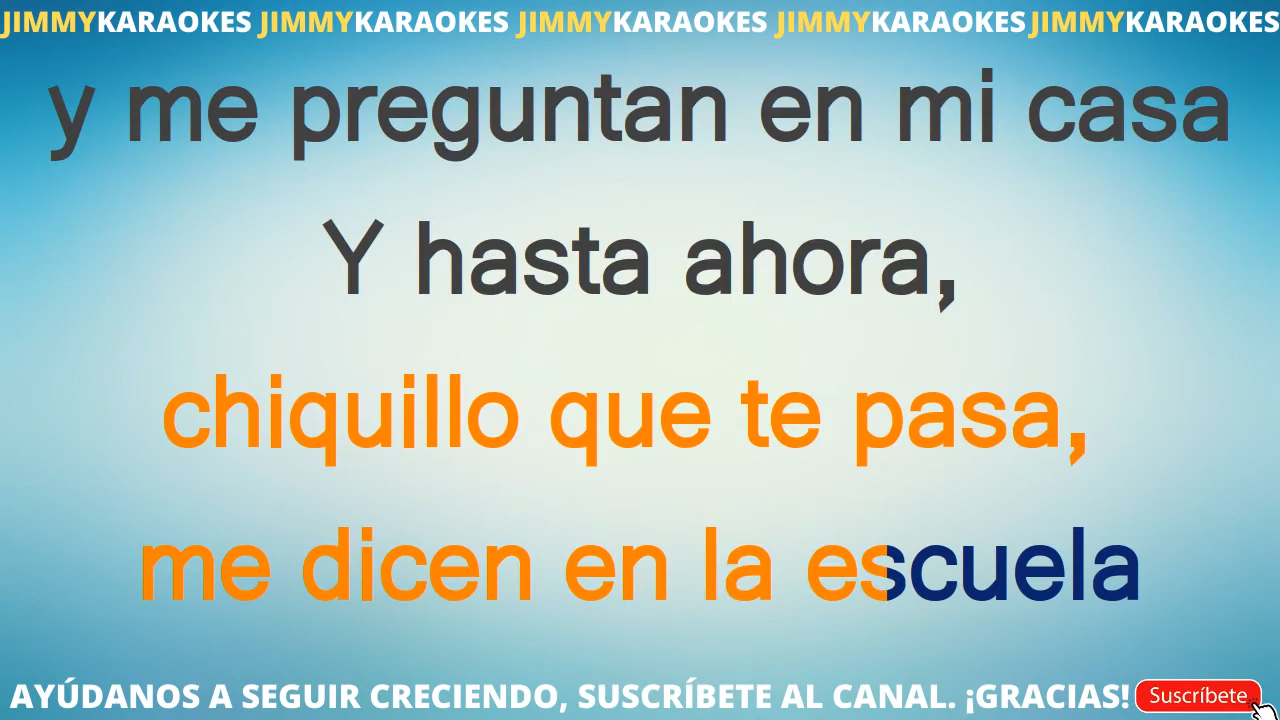 JIMMYKARAOKES JIMMYKARAOKES JIMMYKARAOKES JIMMYKARAOKES JIMMYKARAOKES
y me preguntan en mi casa
Y hasta ahora,
chiquillo que te pasa,
me dicen en la escuela
AYÚDANOS A SEGUIR CRECIENDO, SUSCRÍBETE AL CANAL. ¡GRACIAS! Suscríbete